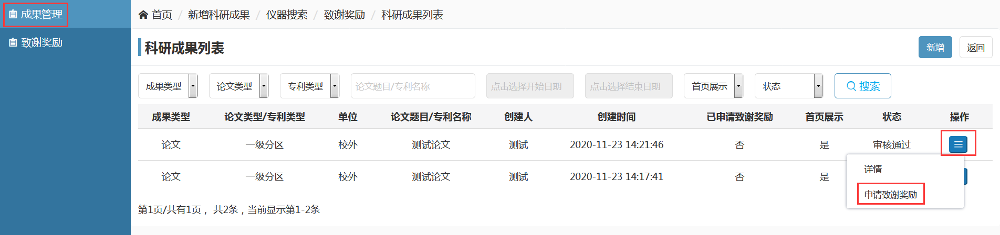 成果管理
致谢奖励
首页 / 新增科研成果 / 仪器搜索 / 致谢奖励 / 科研成果列表
科研成果列表
新增 返回
成果类型 论文类型 专利类型 论文题目/专利名称 点击选择开始日期 点击选择结束日期 首页展示 状态 搜索
成果类型 论文类型/专利类型 单位 论文题目/专利名称 创建人 创建时间 已申请致谢奖励 首页展示 状态 操作
论文 一级分区 校外 测试论文 测试 2020-11-23 14:21:46 否 是 审核通过
论文 一级分区 校外 测试论文 测试 2020-11-23 14:17:41 否 是
详情
申请致谢奖励
第1页/共有1页，共2条，当前显示第1-2条